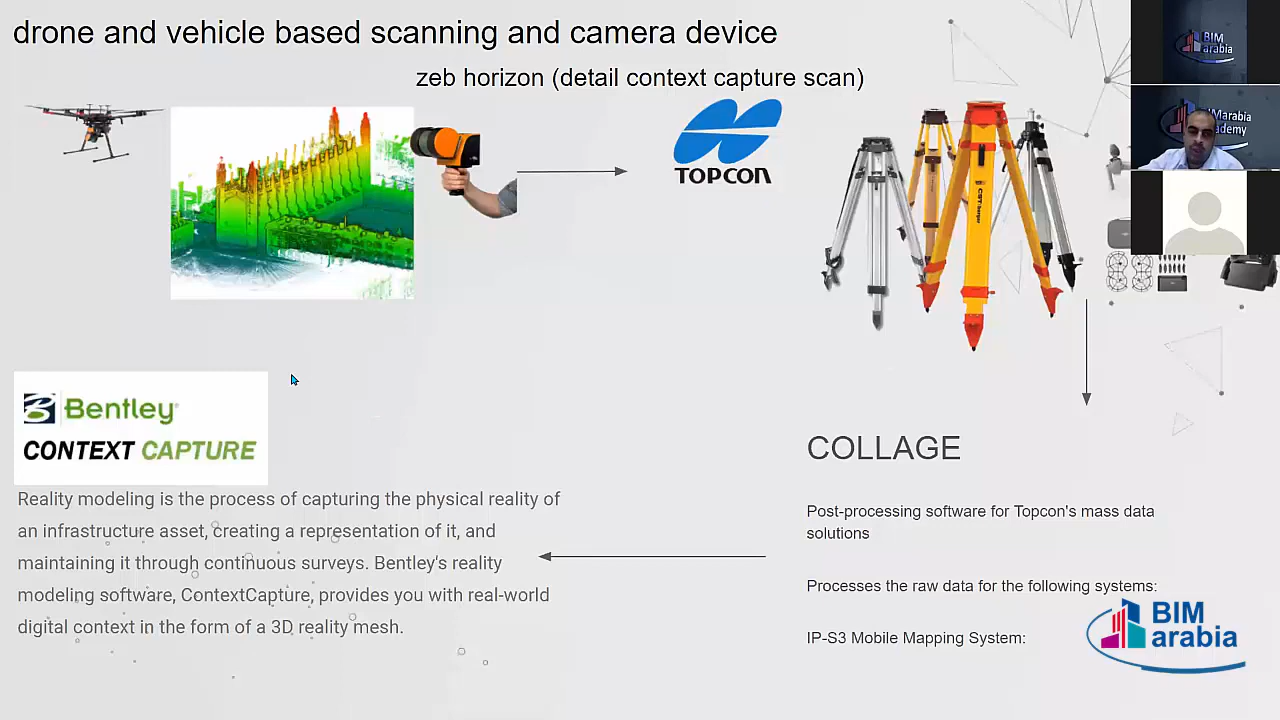 drone and vehicle based scanning and camera device
zeb horizon (detail context capture scan)
TOPCON
BIM
arabia
BIMarabia
Academy
CST/berger
Bentley
CONTEXT CAPTURE
Reality modeling is the process of capturing the physical reality of
an infrastructure asset, creating a representation of it, and
maintaining it through continuous surveys. Bentley's reality
modeling software, ContextCapture, provides you with real-world
digital context in the form of a 3D reality mesh.
COLLAGE
Post-processing software for Topcon's mass data
solutions
Processes the raw data for the following systems:
IP-S3 Mobile Mapping System:
BIM
arabia